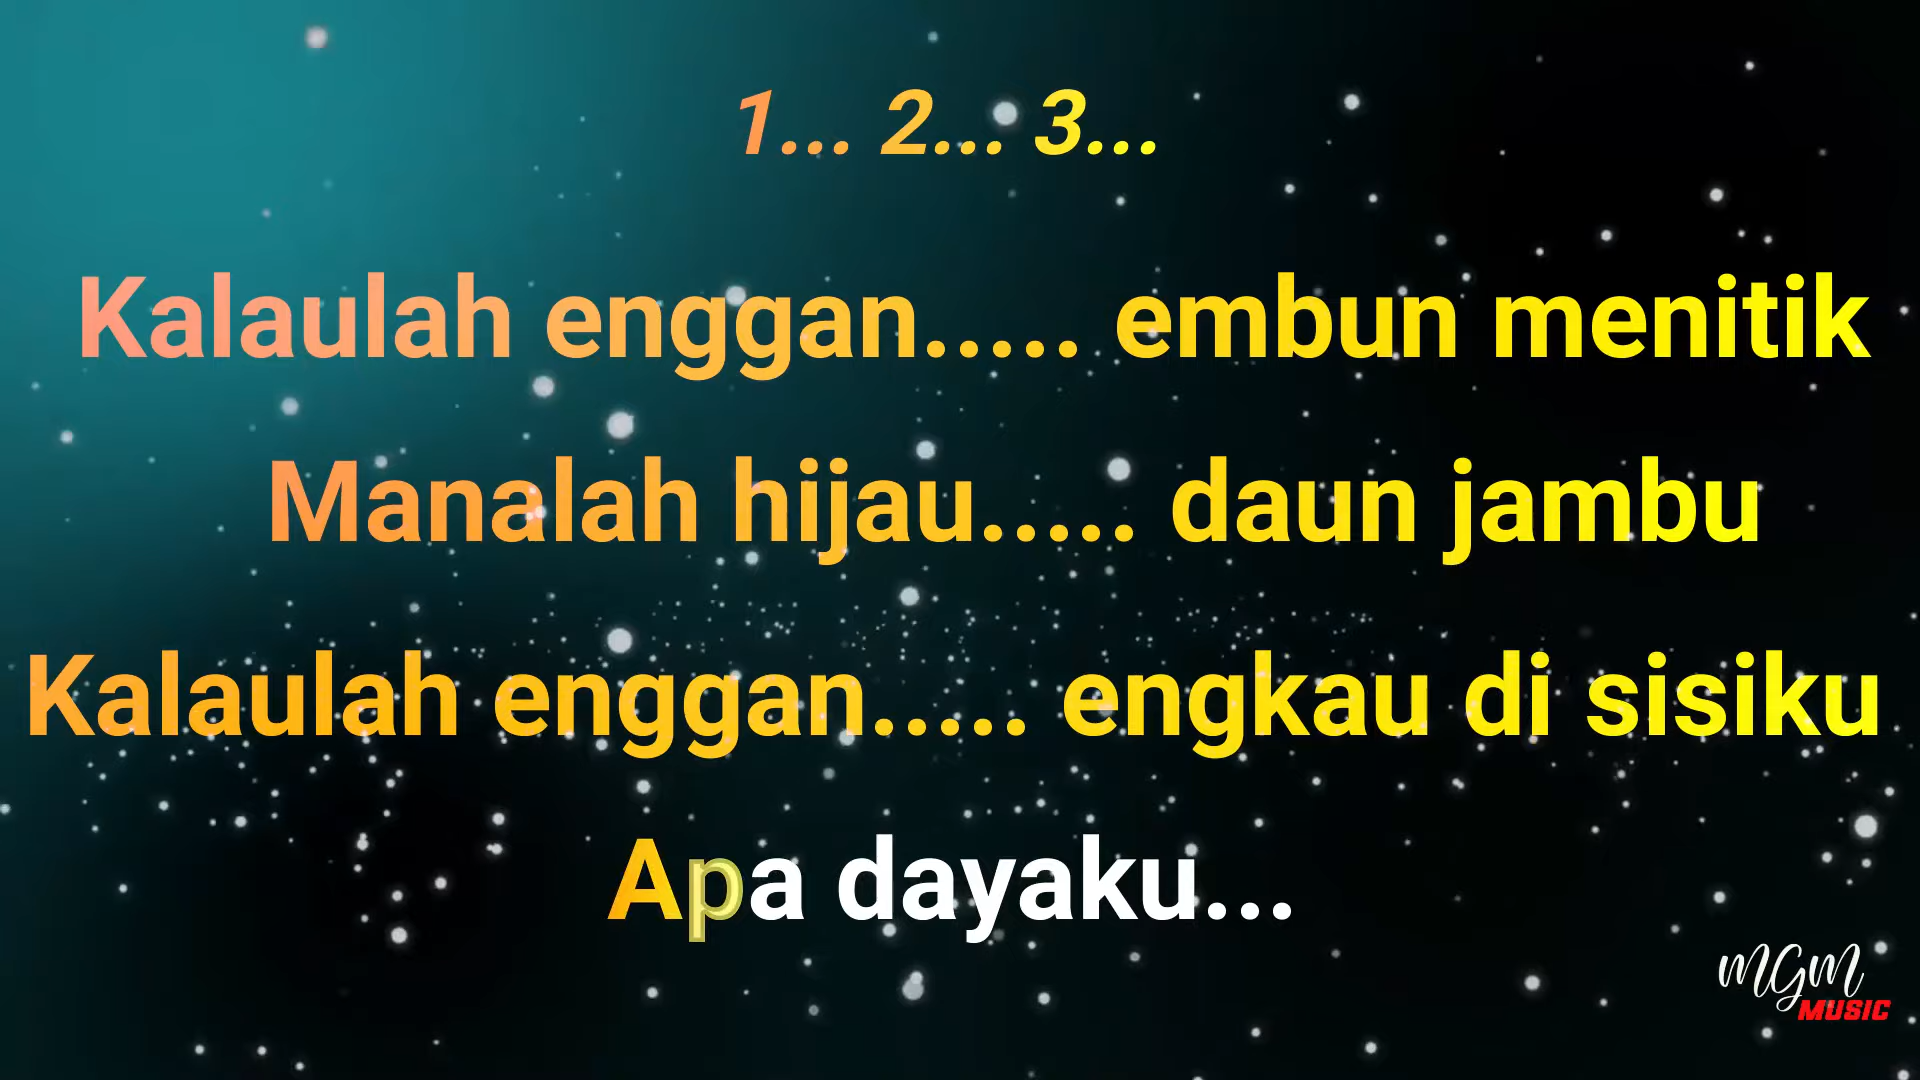 1... 2... 3...
Kalaulah enggan..... embun menitik
Manalah hijau..... daun jambu
Kalaulah enggan..... engkau di sisiku
Apa dayaku...
MGM
MUSIC